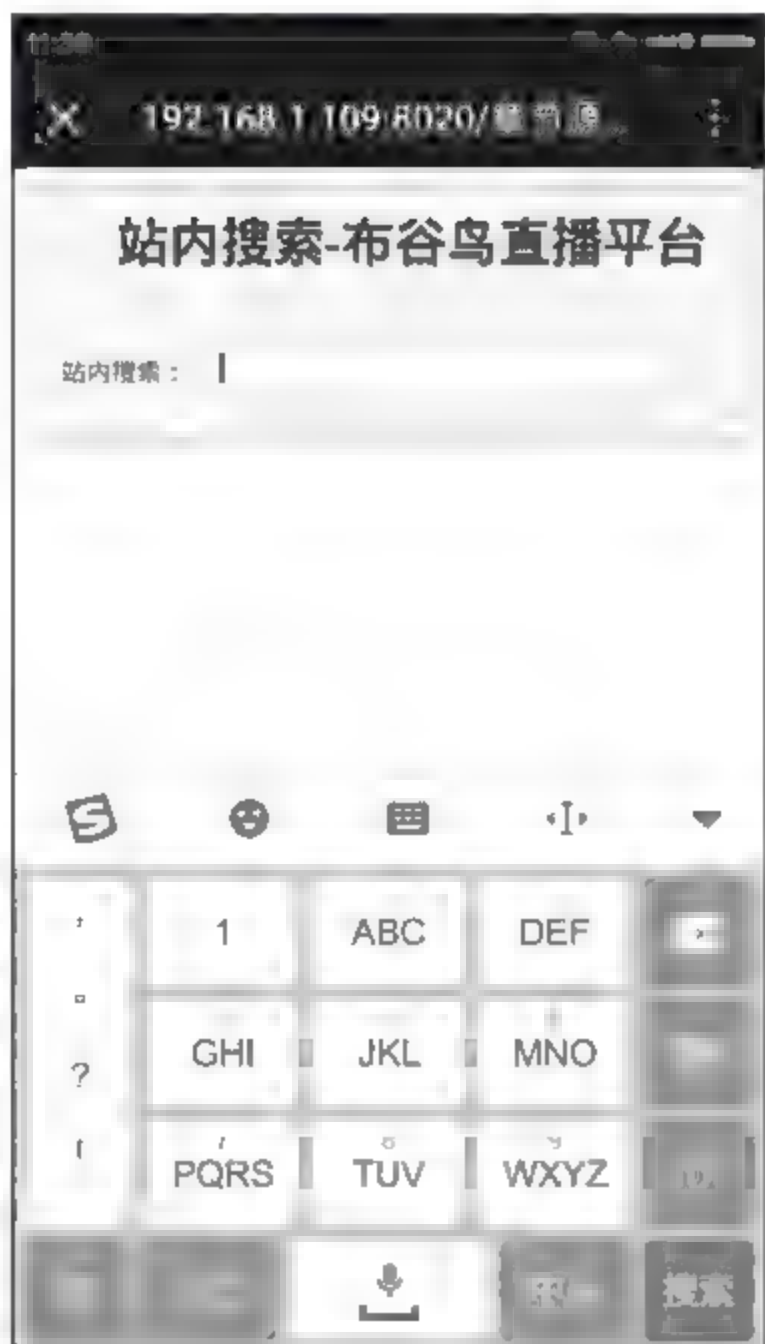 192.168.1.109:8020/
站内搜索-布谷鸟直播平台
站内搜索：
1
ABC
DEF
?
GHI
JKL
MNO
PQRS
TUV
WXYZ
搜索